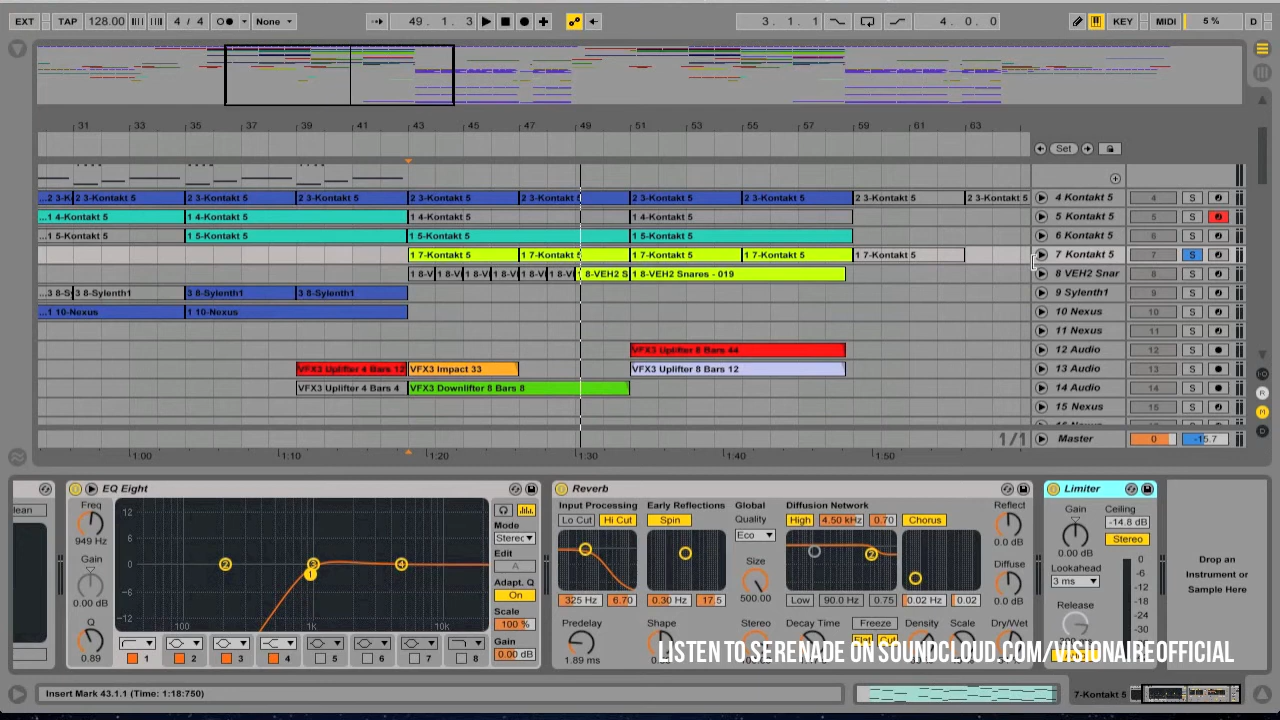 EXT TAP 128.00 4 / 4 None 49 . 1 . 3 3 . 1 . 1 4 . 0 . 0 KEY MIDI 5 % D
31 33 35 37 39 41 43 45 47 49 51 53 55 57 59 61 63
Set
...2 3-K 2 3-Kontakt 5 2 3-Kontakt 5 2 3-Kontakt 5 2 3-Kontakt 5 2 3-Kontakt 2 3-Kontakt 5 2 3-Kontakt 5 2 3-Kontakt 5 2 3-Kontakt 5 4 Kontakt 5 4 S
...1 4-Kontakt 5 1 4-Kontakt 5 1 4-Kontakt 5 1 4-Kontakt 5 5 Kontakt 5 5 S
...1 5-Kontakt 5 1 5-Kontakt 5 1 5-Kontakt 5 1 5-Kontakt 5 6 Kontakt 5 6 S
1 7-Kontakt 5 1 7-Kontakt 1 7-Kontakt 5 1 7-Kontakt 5 1 7-Kontakt 5 7 Kontakt 5 7 S
1 8-V 1 8-V 1 8-V 1 8-V 1 8-V 1 8-V 8-VEH2 S 1 8-VEH2 Snares - 019 8 VEH2 Snar 8 S
...3 8-S 3 8-Sylenth1 3 8-Sylenth1 3 8-Sylenth1 9 Sylenth1 9 S
...1 10-Nexus 1 10-Nexus 10 Nexus 10 S
11 Nexus 11 S
VFX3 Uplifter 8 Bars 44 12 Audio 12 S
VFX3 Uplifter 4 Bars 12 VFX3 Impact 33 VFX3 Uplifter 8 Bars 12 13 Audio 13 S
VFX3 Uplifter 4 Bars 4 VFX3 Downlifter 8 Bars 8 14 Audio 14 S
15 Nexus 15 S
1/1 Master 0 -15.7
1:00 1:10 1:20 1:30 1:40 1:50
R
M
D
lean
EQ Eight
Freq
949 Hz
Gain
0.00 dB
Q
0.89
12
6
0
-6
-12
100 1k 10k
1 2 3 4 5 6 7 8
Mode
Stereo
Edit
A
Adapt. Q
On
Scale
100 %
Gain
0.00 dB
Reverb
Input Processing
Lo Cut Hi Cut
325 Hz 6.70
Predelay
1.89 ms
Early Reflections
Spin
0.30 Hz 17.5
Shape
Global
Quality
Eco
Size
500.00
Stereo
Diffusion Network
High 4.50 kHz 0.70 Chorus
Low 90.0 Hz 0.75 0.02 Hz 0.02
Decay Time Freeze Density Scale
Flat Cut
Reflect
0.0 dB
Diffuse
0.0 dB
Dry/Wet
Limiter
Gain
0.00 dB
Lookahead
3 ms
Release
Ceiling
-14.8 dB
Stereo
0
-6
-12
-18
-24
-30
Drop an
Instrument or
Sample Here
LISTEN TO SERENADE ON SOUNDCLOUD.COM/VISIONAIREOFFICIAL
Insert Mark 43.1.1 (Time: 1:18:750) 7-Kontakt 5